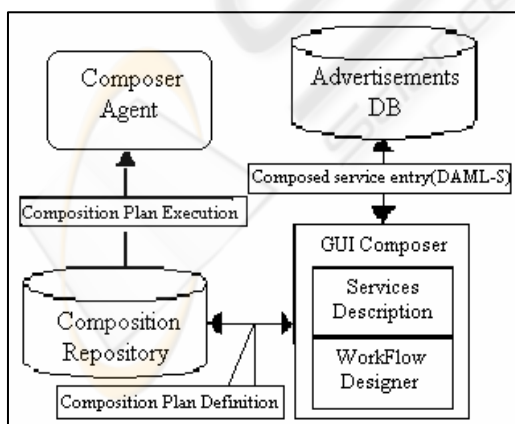 Composer
Agent
Advertisements
DB
Composed service entry(DAML-S)
Composition Plan Execution
GUI Composer
Services
Description
WorkFlow
Designer
Composition
Repository
Composition Plan Definition